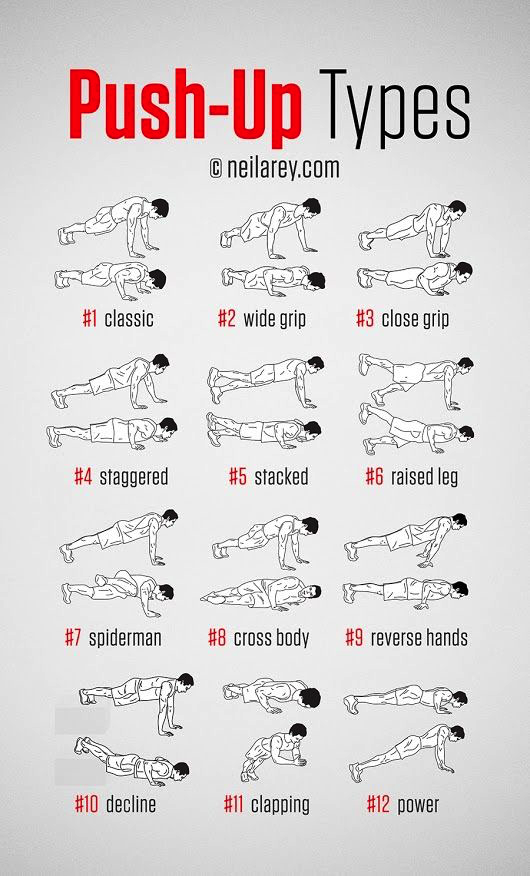 Push-Up Types
© neilarey.com
#1 classic
#2 wide grip
#3 close grip
#4 staggered
#5 stacked
#6 raised leg
#7 spiderman
#8 cross body
#9 reverse hands
#10 decline
#11 clapping
#12 power